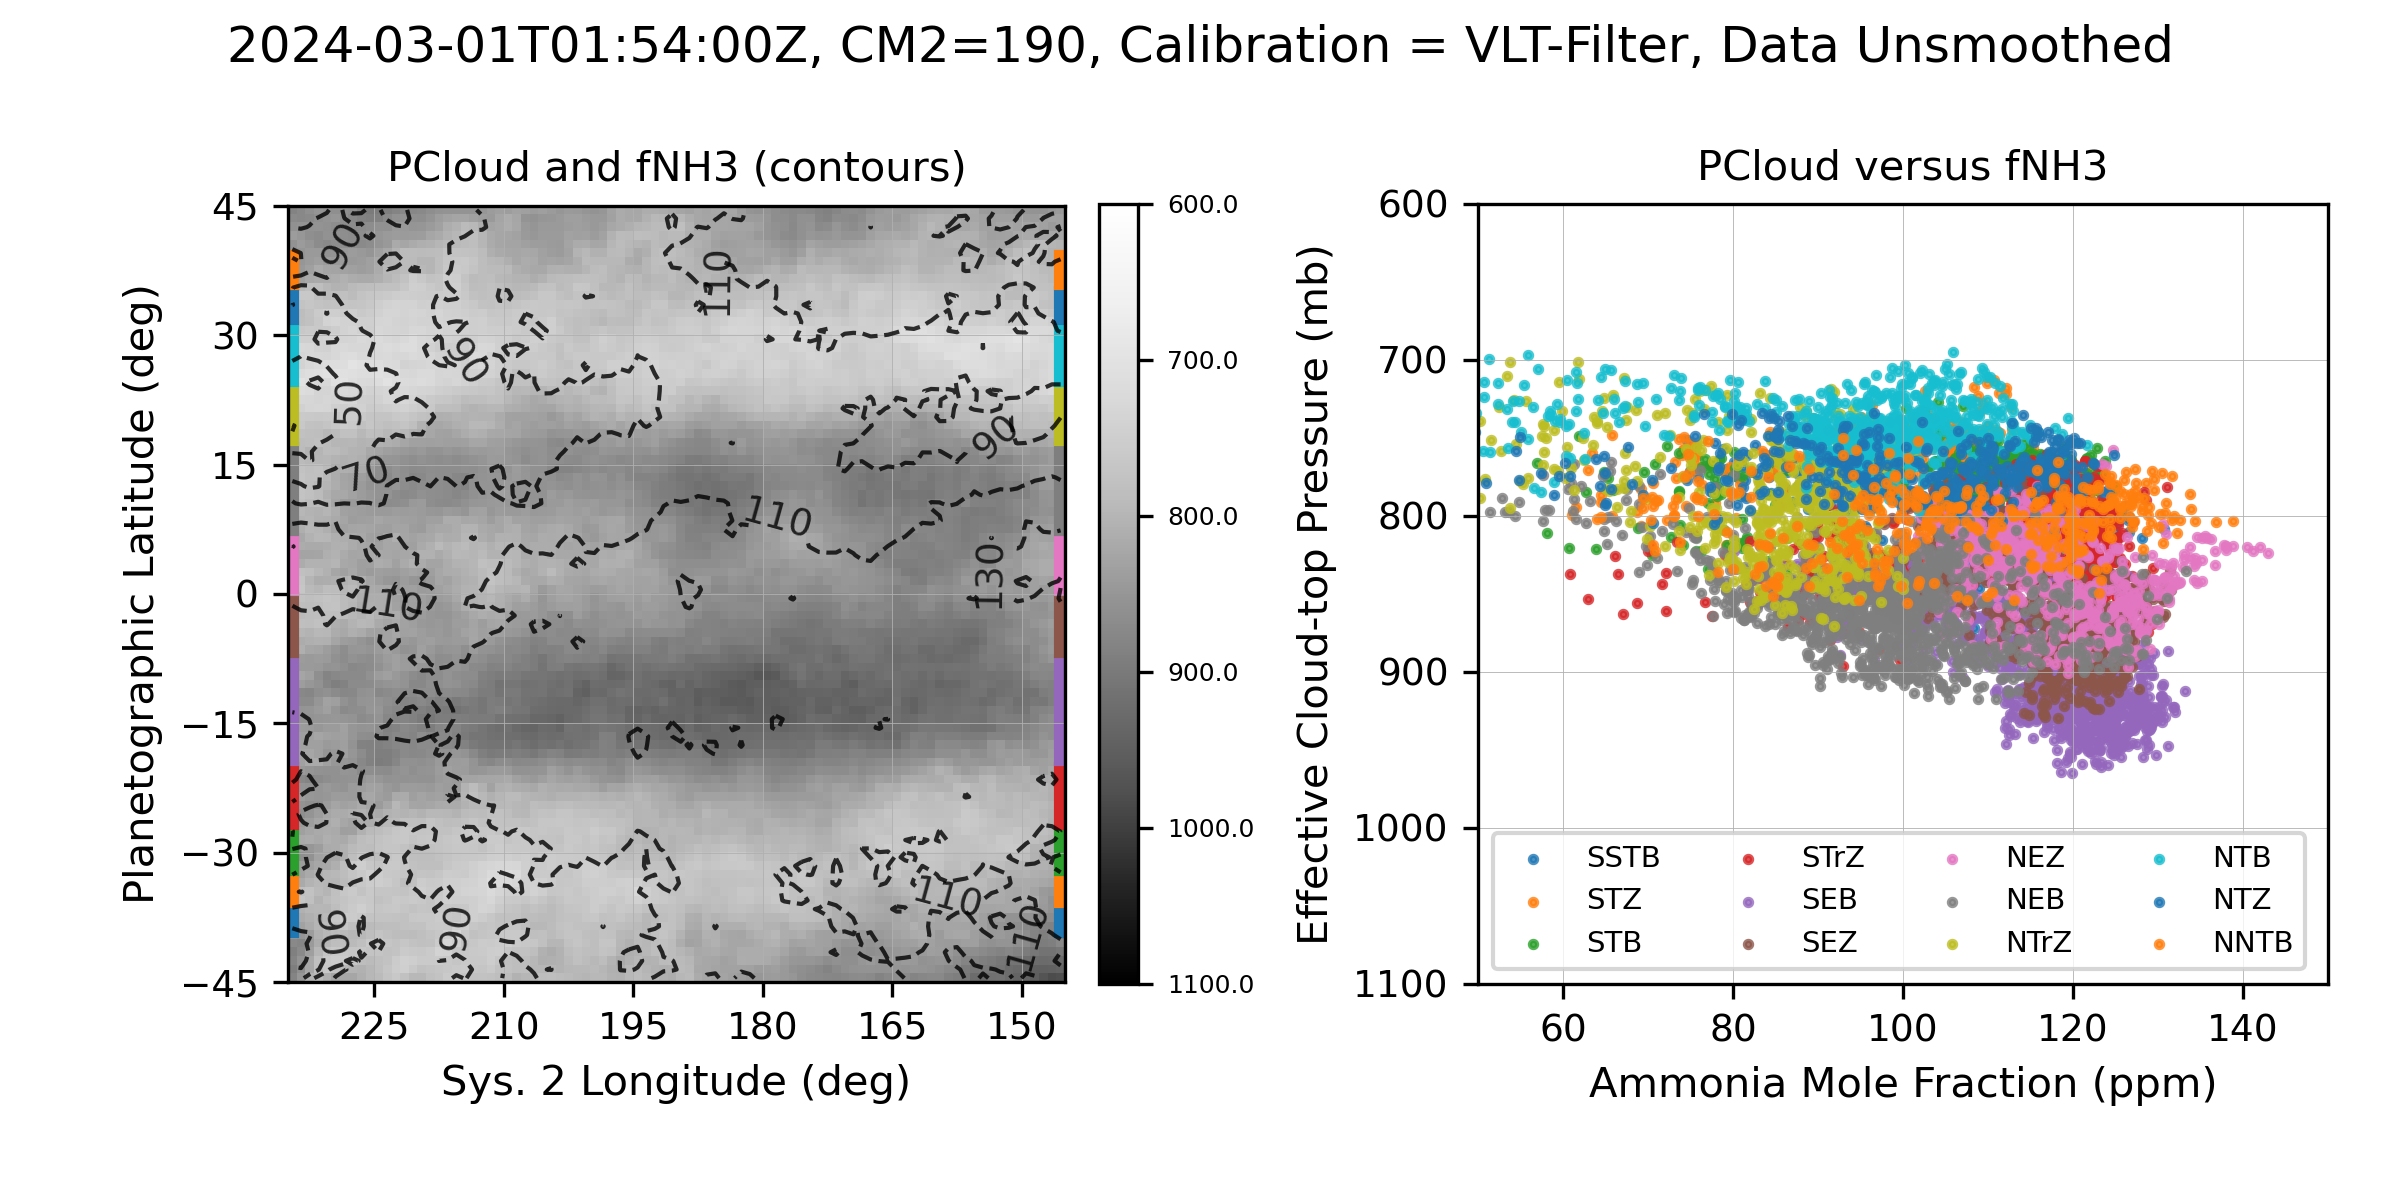 2024-03-01T01:54:00Z, CM2=190, Calibration = VLT-Filter, Data Unsmoothed
PCloud and fNH3 (contours)
Planetographic Latitude (deg)
45
30
15
0
−15
−30
−45
90
110
90
50
90
70
110
130
110
110
90
90
110
225
210
195
180
165
150
Sys. 2 Longitude (deg)
600.0
700.0
800.0
900.0
1000.0
1100.0
PCloud versus fNH3
Effective Cloud-top Pressure (mb)
600
700
800
900
1000
1100
SSTB
STZ
STB
STrZ
SEB
SEZ
NEZ
NEB
NTrZ
NTB
NTZ
NNTB
60
80
100
120
140
Ammonia Mole Fraction (ppm)